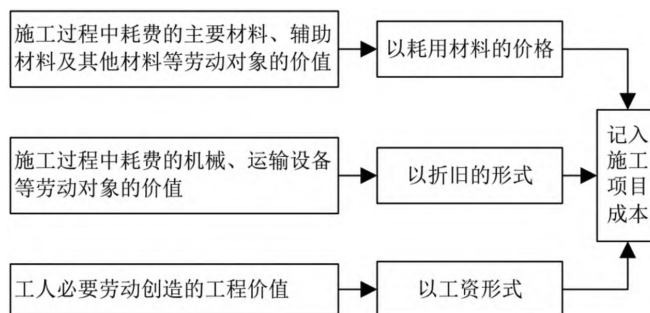 施工过程中耗费的主要材料、辅助
材料及其他材料等劳动对象的价值
以耗用材料的价格
施工过程中耗费的机械、运输设备
等劳动对象的价值
以折旧的形式
记入
施工
项目
成本
工人必要劳动创造的工程价值
以工资形式